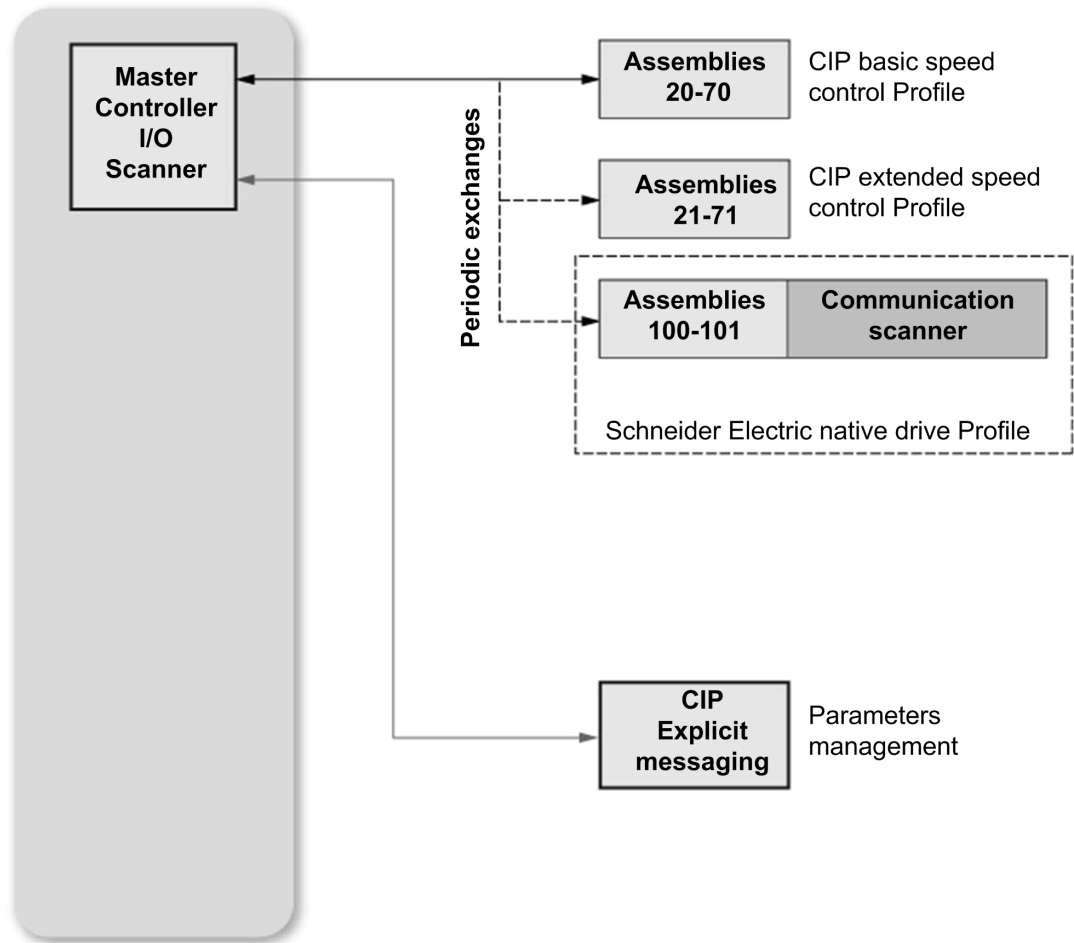 Master
Controller
I/O
Scanner
Periodic exchanges
Assemblies
20-70
CIP basic speed
control Profile
Assemblies
21-71
CIP extended speed
control Profile
Assemblies
100-101
Communication
scanner
Schneider Electric native drive Profile
CIP
Explicit
messaging
Parameters
management